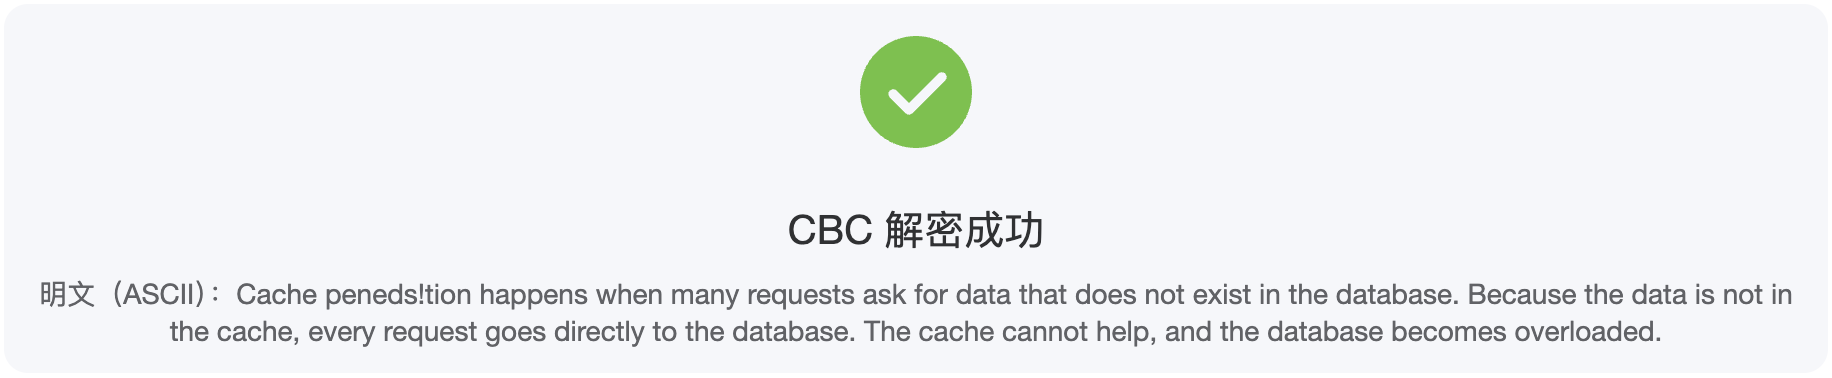 CBC 解密成功
明文（ASCII）：Cache peneds!tion happens when many requests ask for data that does not exist in the database. Because the data is not in
the cache, every request goes directly to the database. The cache cannot help, and the database becomes overloaded.